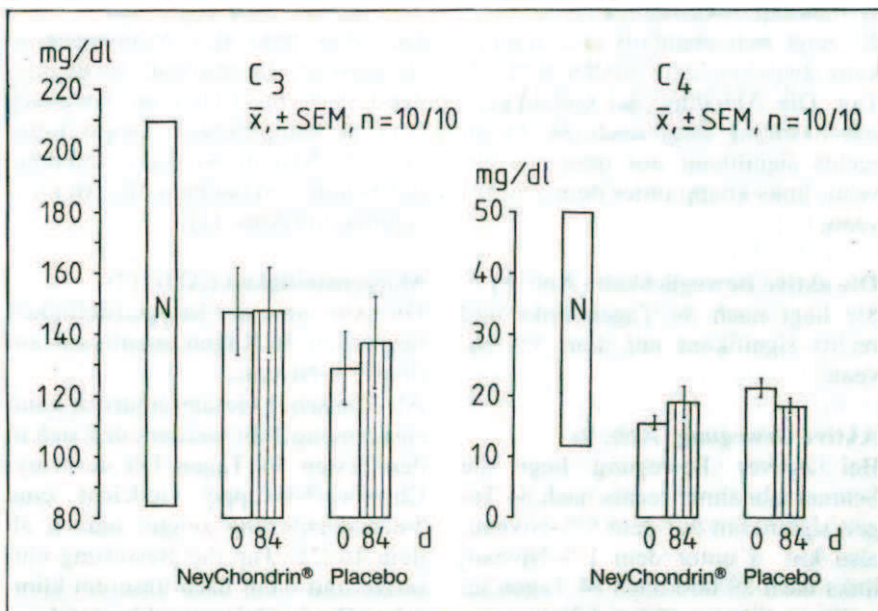 mg/dl
C3
x̄, ± SEM, n=10/10
220
200
180
160
140
120
100
80
N
0 84
0 84 d
NeyChondrin® Placebo
C4
x̄, ± SEM, n=10/10
mg/dl
50
40
30
20
10
0
N
0 84
0 84 d
NeyChondrin® Placebo